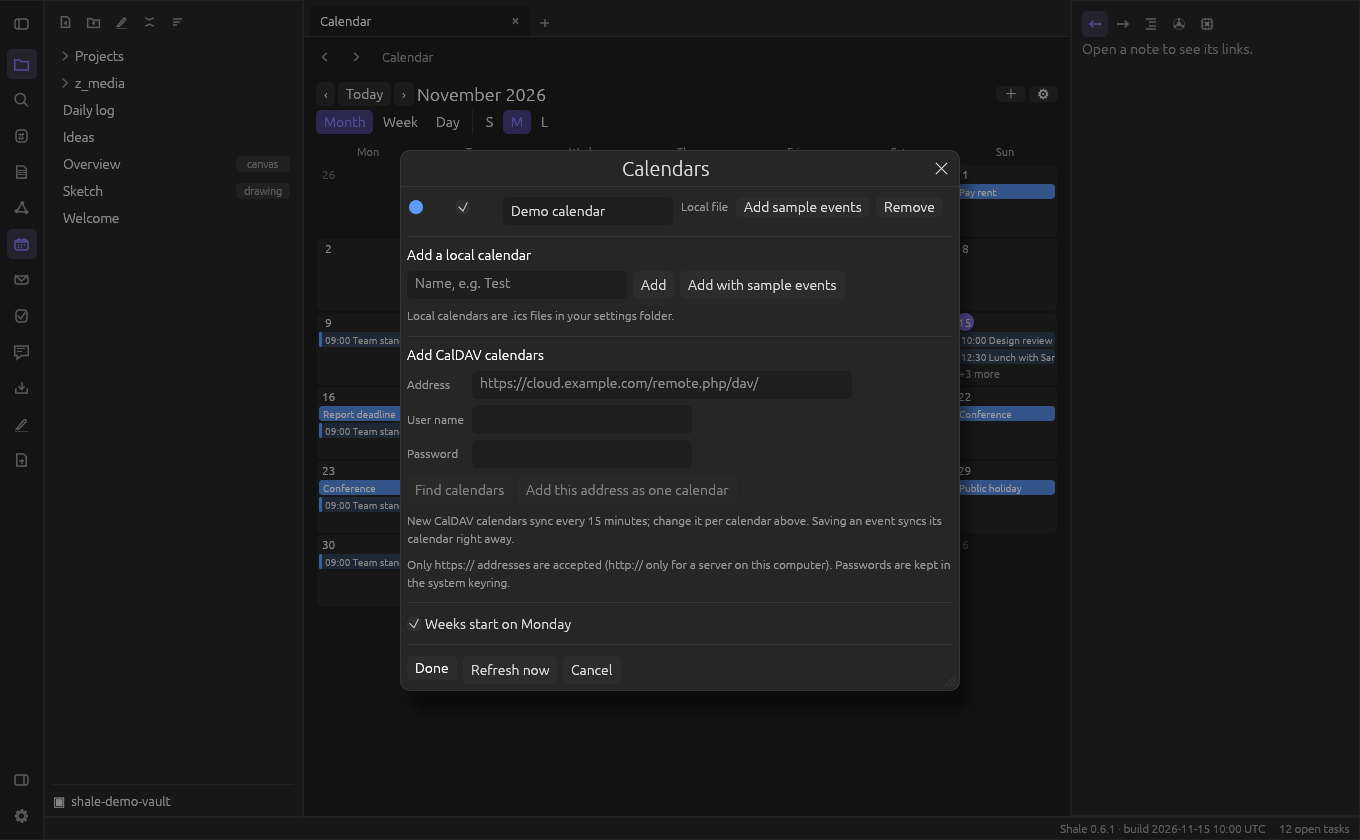 Calendar
Projects
z_media
Daily log
Ideas
Overview canvas
Sketch drawing
Welcome
shale-demo-vault
Calendar
Today November 2026
Month Week Day S M L
Mon Sun
26 1
Pay rent
2 8
9 15
09:00 Team stan 10:00 Design review
12:30 Lunch with Sar
+3 more
16 22
Report deadline Conference
09:00 Team stan
23 29
Conference Public holiday
09:00 Team stan
30 6
09:00 Team stan
Calendars
Demo calendar Local file Add sample events Remove
Add a local calendar
Name, e.g. Test Add Add with sample events
Local calendars are .ics files in your settings folder.
Add CalDAV calendars
Address https://cloud.example.com/remote.php/dav/
User name
Password
Find calendars Add this address as one calendar
New CalDAV calendars sync every 15 minutes; change it per calendar above. Saving an event syncs its
calendar right away.
Only https:// addresses are accepted (http:// only for a server on this computer). Passwords are kept in
the system keyring.
Weeks start on Monday
Done Refresh now Cancel
Open a note to see its links.
Shale 0.6.1 · build 2026-11-15 10:00 UTC 12 open tasks